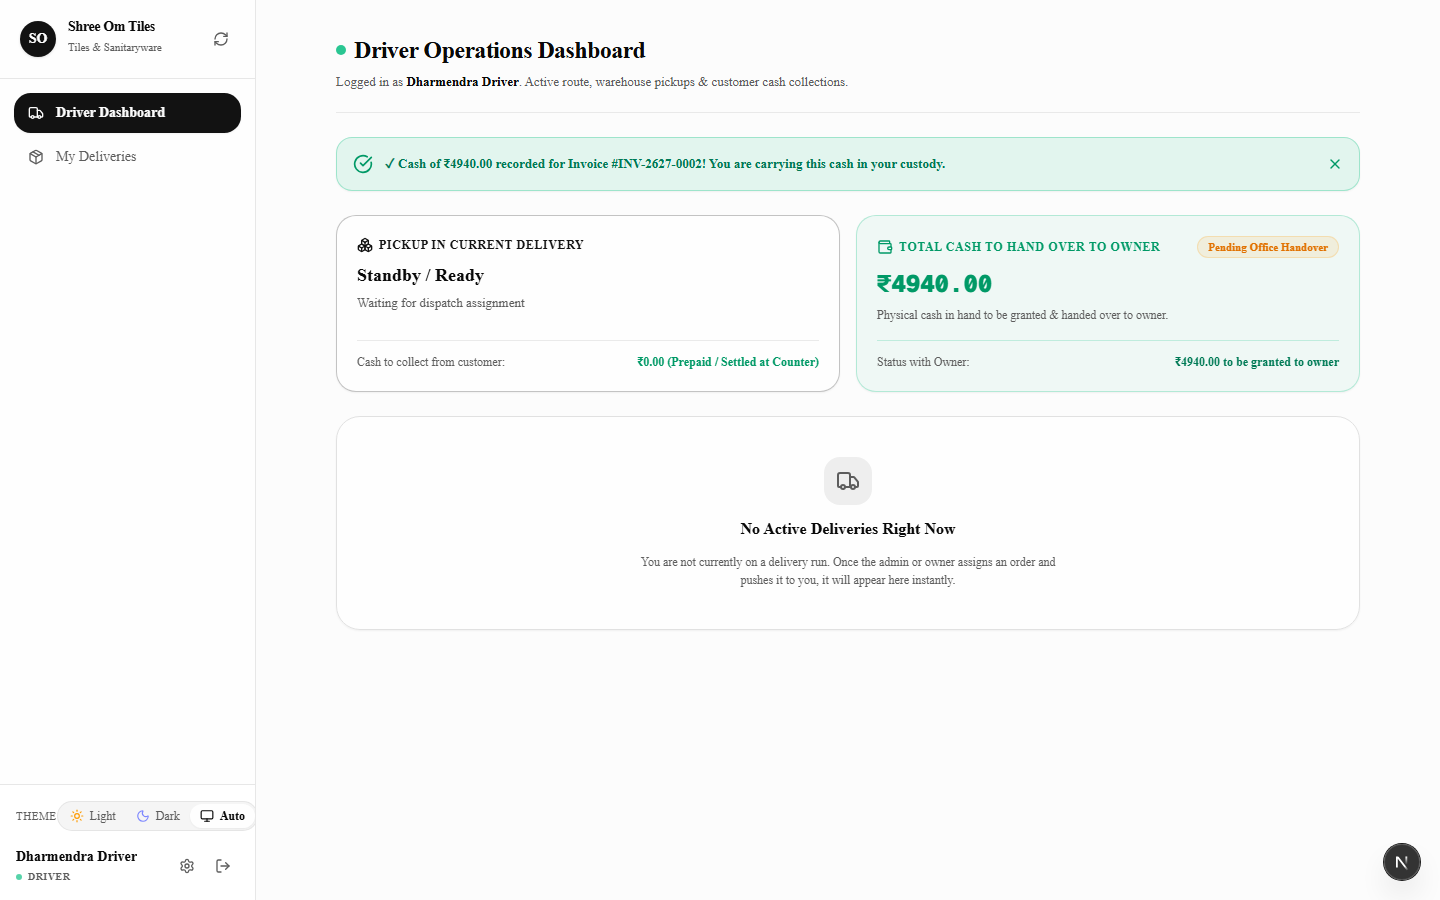 SO
Shree Om Tiles
Tiles & Sanitaryware
Driver Dashboard
My Deliveries
THEME
Light
Dark
Auto
Dharmendra Driver
DRIVER
Driver Operations Dashboard
Logged in as Dharmendra Driver. Active route, warehouse pickups & customer cash collections.
✓ Cash of ₹4940.00 recorded for Invoice #INV-2627-0002! You are carrying this cash in your custody.
PICKUP IN CURRENT DELIVERY
Standby / Ready
Waiting for dispatch assignment
Cash to collect from customer:
₹0.00 (Prepaid / Settled at Counter)
TOTAL CASH TO HAND OVER TO OWNER
Pending Office Handover
₹4940.00
Physical cash in hand to be granted & handed over to owner.
Status with Owner:
₹4940.00 to be granted to owner
No Active Deliveries Right Now
You are not currently on a delivery run. Once the admin or owner assigns an order and
pushes it to you, it will appear here instantly.
N